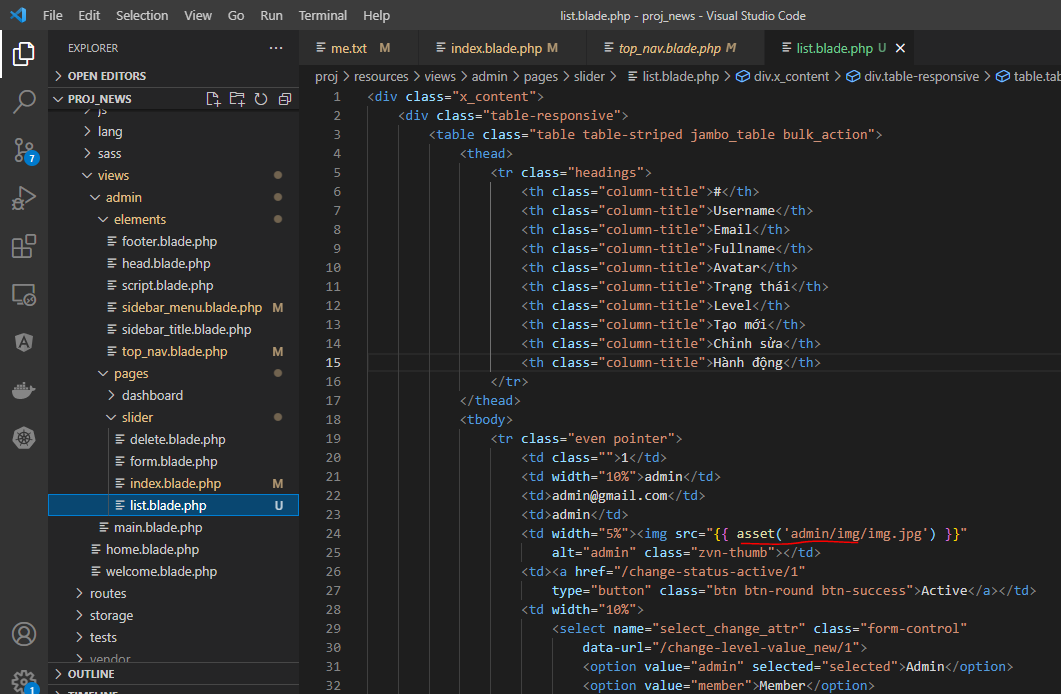 File Edit Selection View Go Run Terminal Help list.blade.php - proj_news - Visual Studio Code
EXPLORER ...
me.txt M index.blade.php M top_nav.blade.php M list.blade.php U
OPEN EDITORS
proj > resources > views > admin > pages > slider > list.blade.php > div.x_content > div.table-responsive > table.tab
PROJ_NEWS
js
lang
sass
views
admin
elements
footer.blade.php
head.blade.php
script.blade.php
sidebar_menu.blade.php M
sidebar_title.blade.php
top_nav.blade.php M
pages
dashboard
slider
delete.blade.php
form.blade.php
index.blade.php M
list.blade.php U
main.blade.php
home.blade.php
welcome.blade.php
routes
storage
tests
vendor
OUTLINE
TIMELINE
7
1
1 <div class="x_content">
2 <div class="table-responsive">
3 <table class="table table-striped jambo_table bulk_action">
4 <thead>
5 <tr class="headings">
6 <th class="column-title">#</th>
7 <th class="column-title">Username</th>
8 <th class="column-title">Email</th>
9 <th class="column-title">Fullname</th>
10 <th class="column-title">Avatar</th>
11 <th class="column-title">Trạng thái</th>
12 <th class="column-title">Level</th>
13 <th class="column-title">Tạo mới</th>
14 <th class="column-title">Chỉnh sửa</th>
15 <th class="column-title">Hành động</th>
16 </tr>
17 </thead>
18 <tbody>
19 <tr class="even pointer">
20 <td class="">1</td>
21 <td width="10%">admin</td>
22 <td>admin@gmail.com</td>
23 <td>admin</td>
24 <td width="5%"><img src="{{ asset('admin/img/img.jpg') }}"
25 alt="admin" class="zvn-thumb"></td>
26 <td><a href="/change-status-active/1"
27 type="button" class="btn btn-round btn-success">Active</a></td>
28 <td width="10%">
29 <select name="select_change_attr" class="form-control"
30 data-url="/change-level-value_new/1">
31 <option value="admin" selected="selected">Admin</option>
32 <option value="member">Member</option>